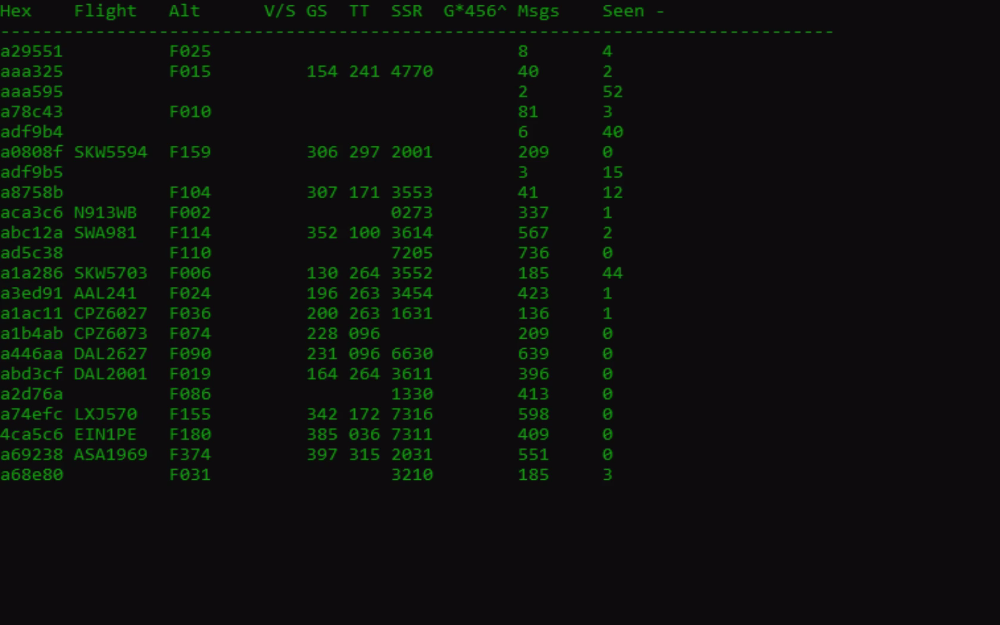 Hex    Flight   Alt      V/S GS  TT  SSR  G*456^ Msgs    Seen -
-------------------------------------------------------------------------------
a29551          F025                             8       4
aaa325          F015         154 241 4770        40      2
aaa595                                           2       52
a78c43          F010                             81      3
adf9b4                                           6       40
a0808f SKW5594  F159         306 297 2001        209     0
adf9b5                                           3       15
a8758b          F104         307 171 3553        41      12
aca3c6 N913WB   F002                 0273        337     1
abc12a SWA981   F114         352 100 3614        567     2
ad5c38          F110                 7205        736     0
a1a286 SKW5703  F006         130 264 3552        185     44
a3ed91 AAL241   F024         196 263 3454        423     1
a1ac11 CPZ6027  F036         200 263 1631        136     1
a1b4ab CPZ6073  F074         228 096             209     0
a446aa DAL2627  F090         231 096 6630        639     0
abd3cf DAL2001  F019         164 264 3611        396     0
a2d76a          F086                 1330        413     0
a74efc LXJ570   F155         342 172 7316        598     0
4ca5c6 EIN1PE   F180         385 036 7311        409     0
a69238 ASA1969  F374         397 315 2031        551     0
a68e80          F031                 3210        185     3